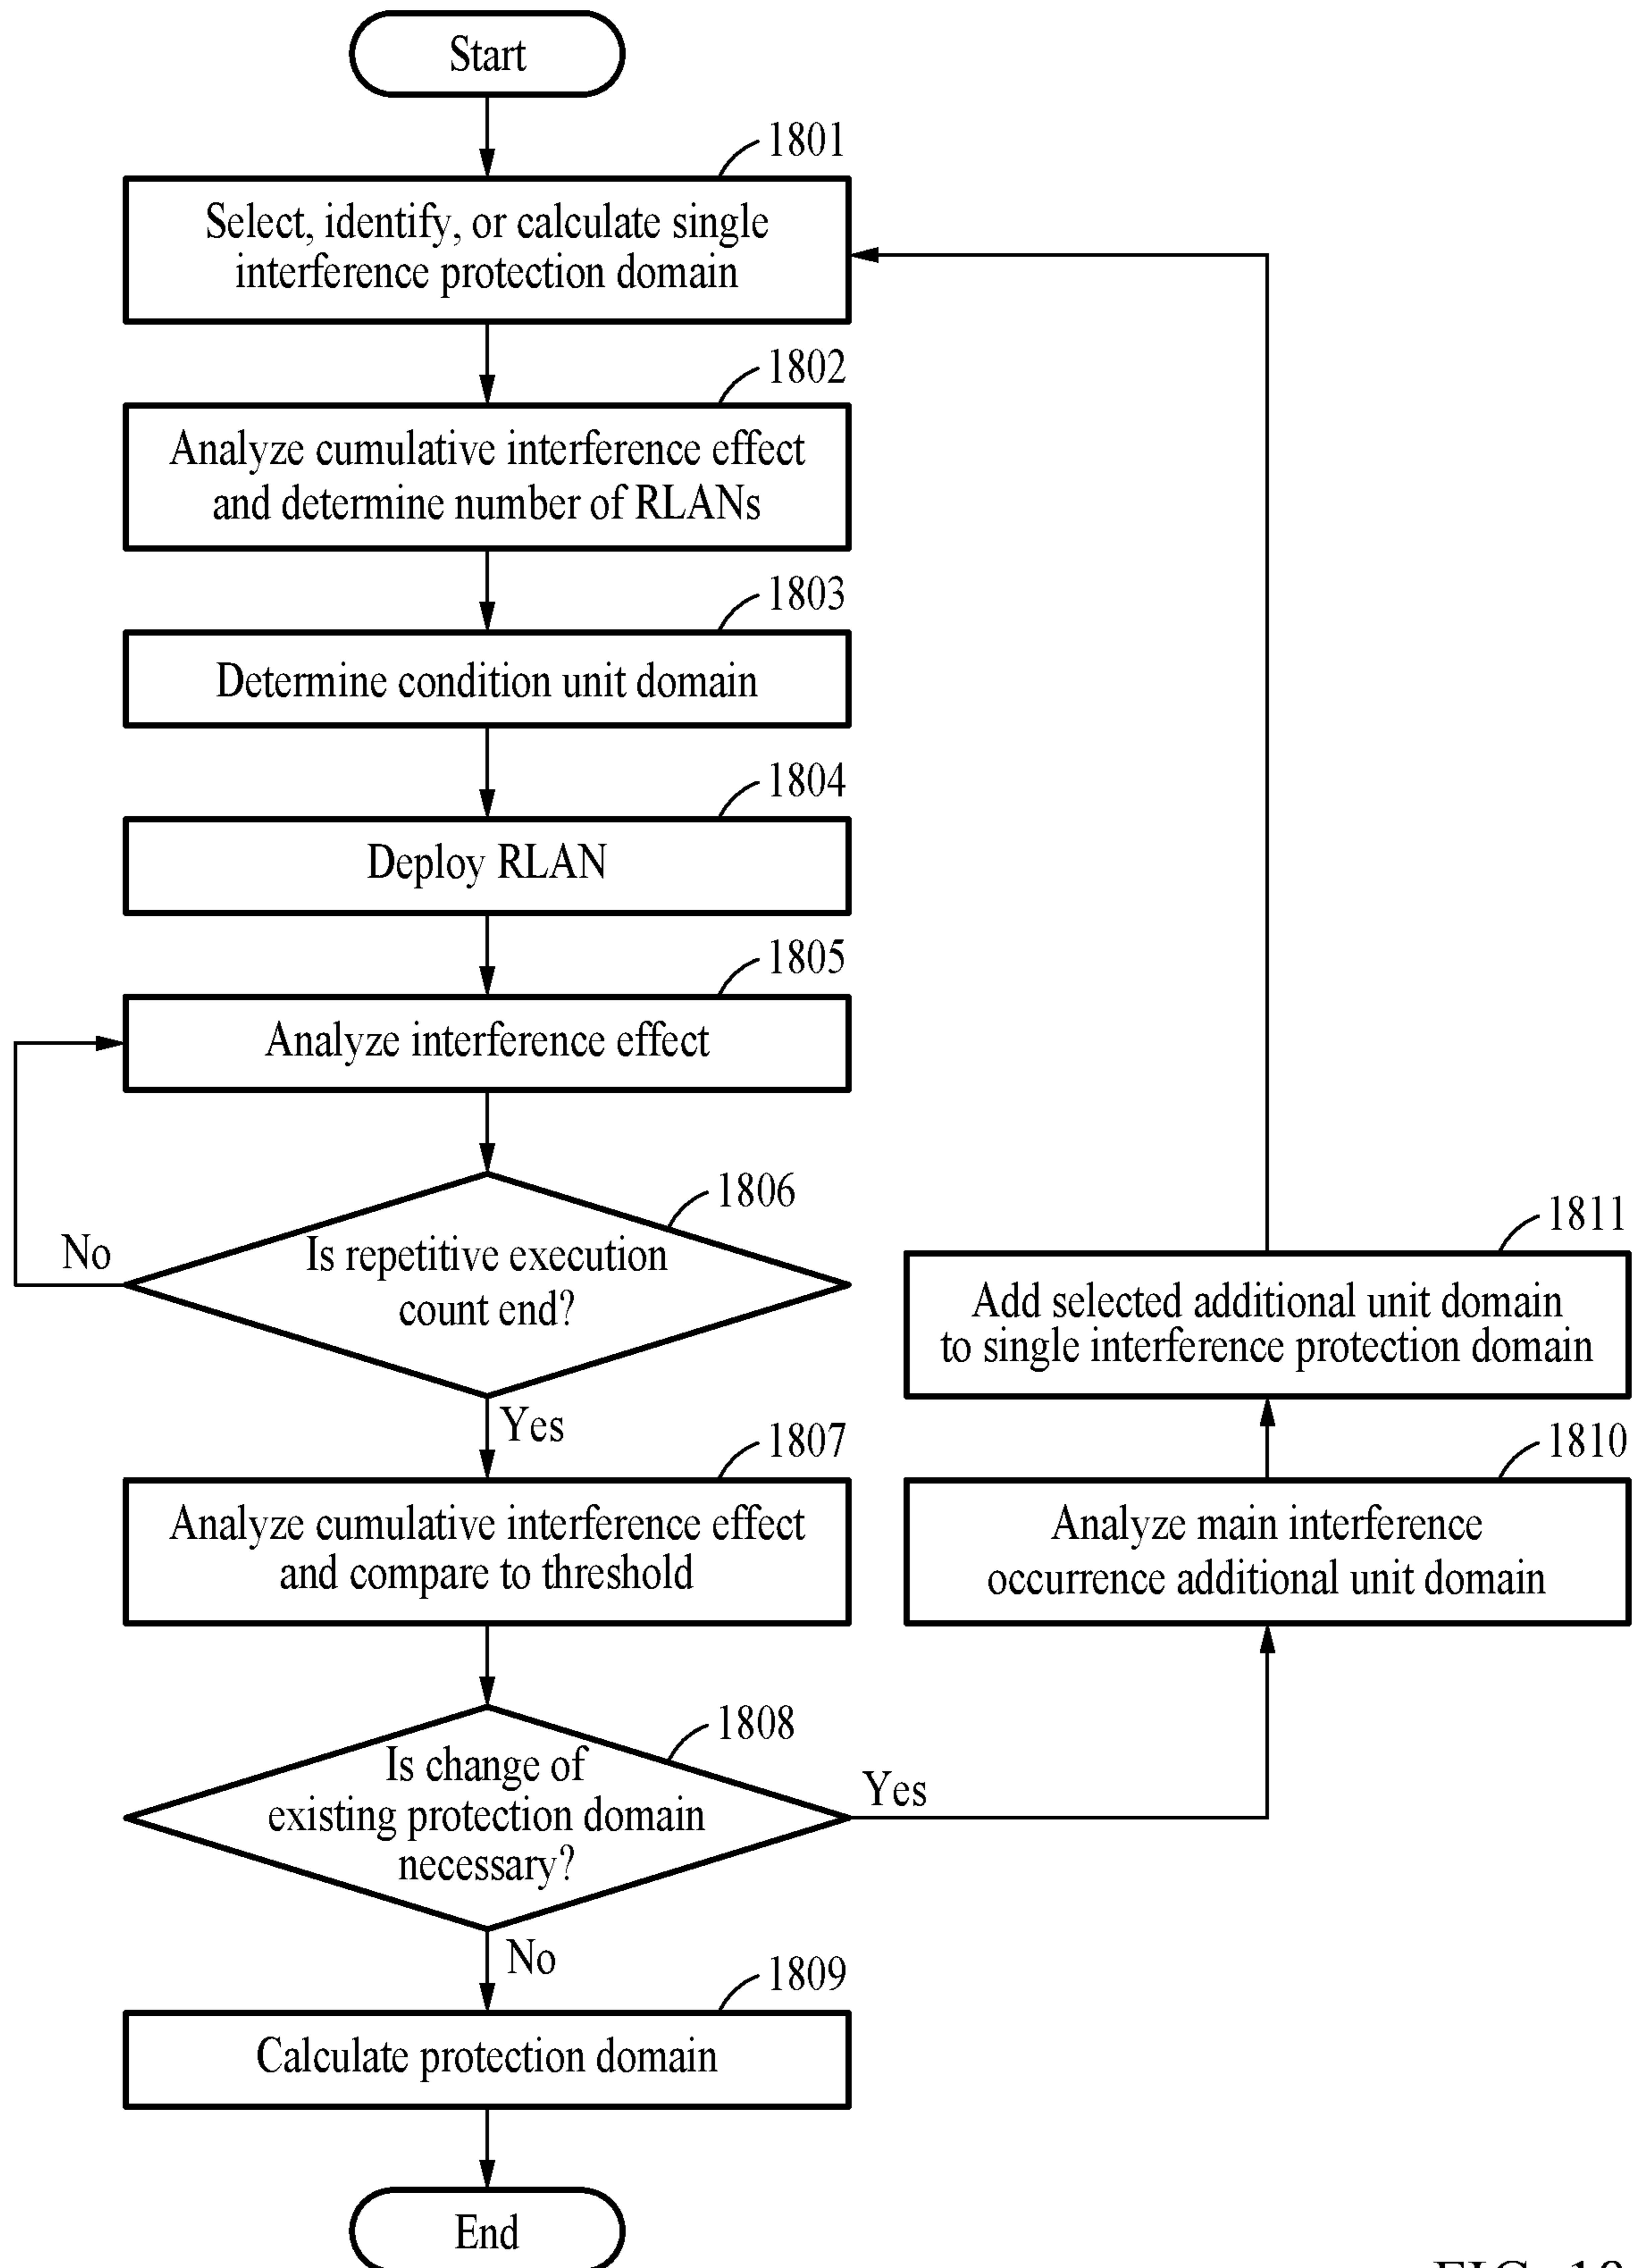 Start
1801
Select, identify, or calculate single
interference protection domain
1802
Analyze cumulative interference effect
and determine number of RLANs
1803
Determine condition unit domain
1804
Deploy RLAN
1805
Analyze interference effect
1806
Is repetitive execution
count end?
No
Yes
1807
Analyze cumulative interference effect
and compare to threshold
1808
Is change of
existing protection domain
necessary?
Yes
No
1809
Calculate protection domain
End
1811
Add selected additional unit domain
to single interference protection domain
1810
Analyze main interference
occurrence additional unit domain